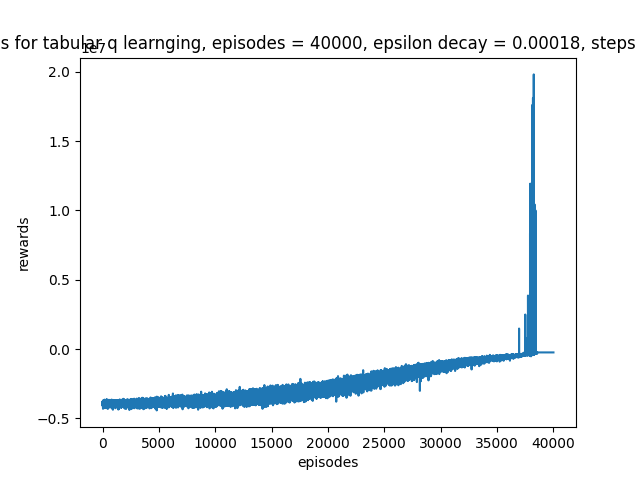 s for tabular q learnging, episodes = 40000, epsilon decay = 0.00018, steps
1e7
2.0
1.5
1.0
0.5
0.0
−0.5
rewards
0 5000 10000 15000 20000 25000 30000 35000 40000
episodes